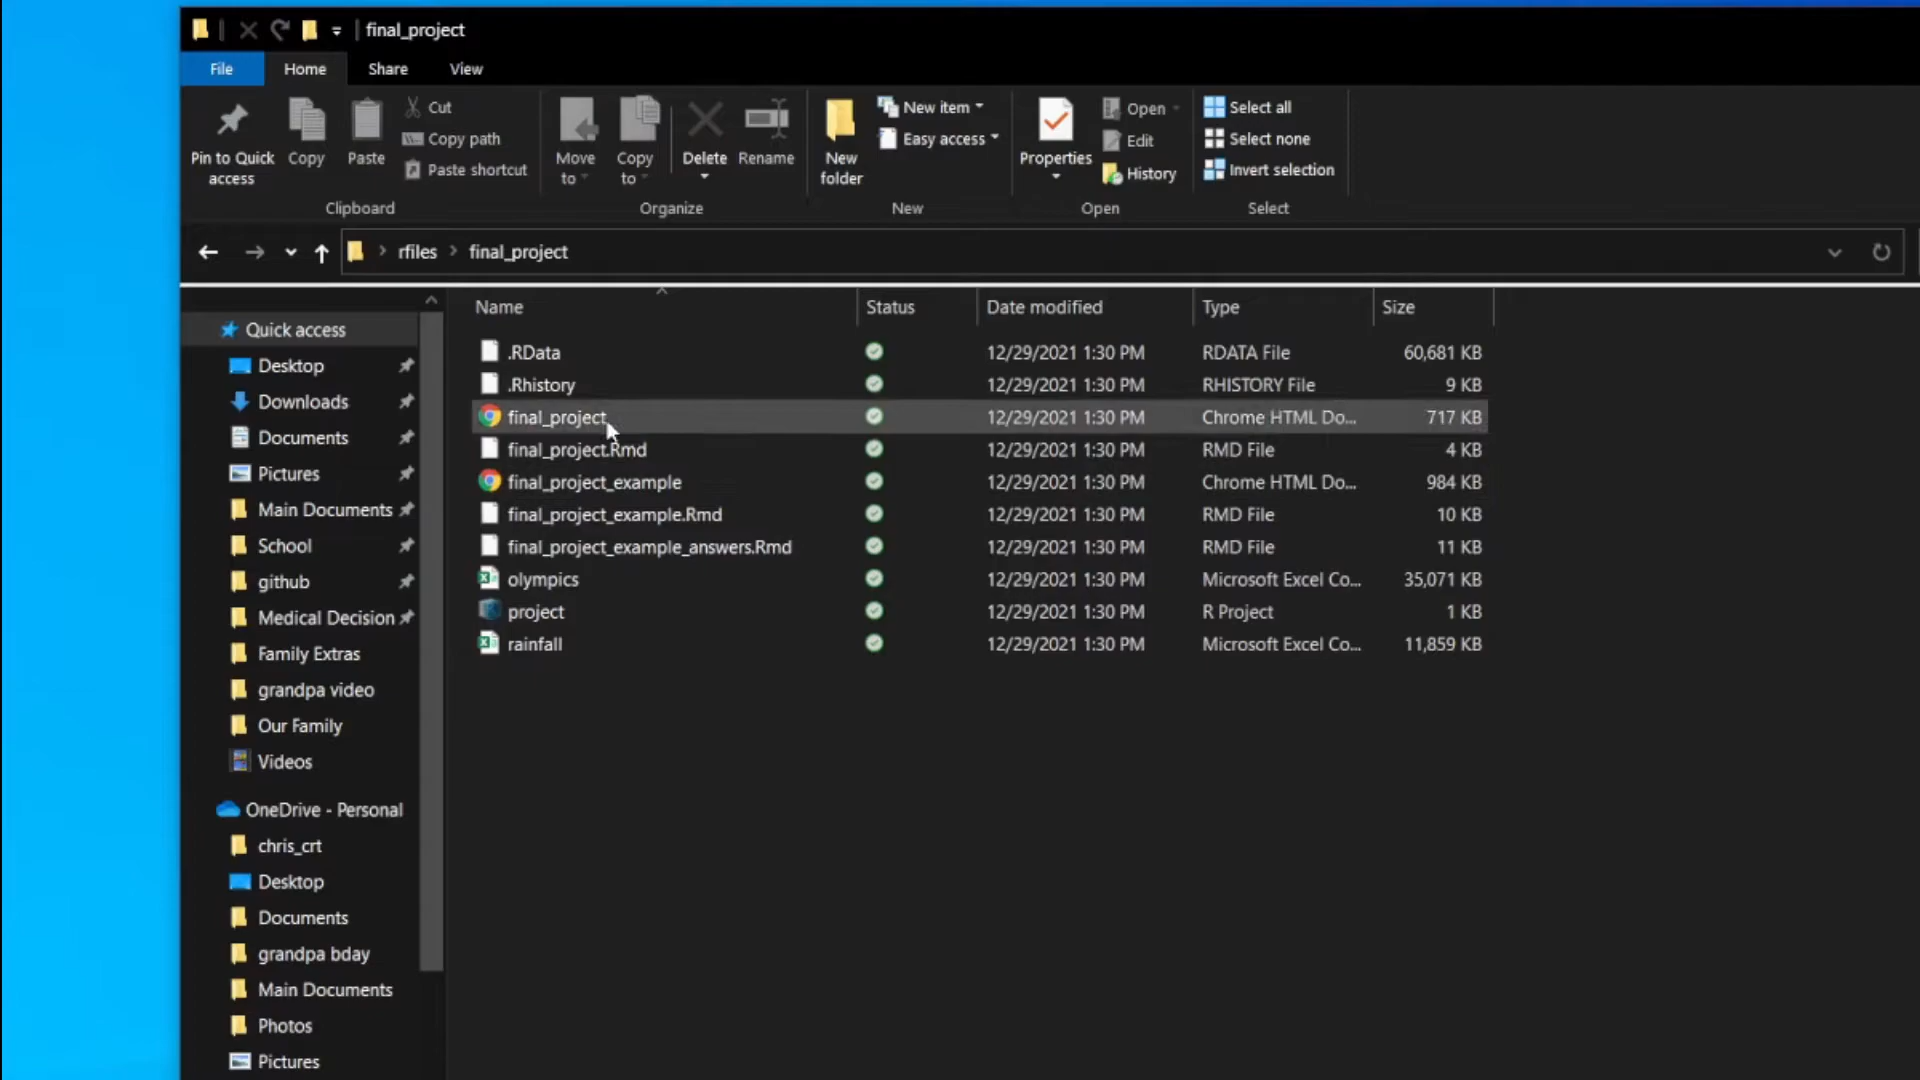 final_project
File Home Share View
Pin to Quick access
Copy
Paste
Cut
Copy path
Paste shortcut
Clipboard
Move to
Copy to
Delete
Rename
Organize
New folder
New item
Easy access
New
Properties
Open
Edit
History
Open
Select all
Select none
Invert selection
Select
rfiles > final_project
Quick access
Desktop
Downloads
Documents
Pictures
Main Documents
School
github
Medical Decision
Family Extras
grandpa video
Our Family
Videos
OneDrive - Personal
chris_crt
Desktop
Documents
grandpa bday
Main Documents
Photos
Pictures
Name Status Date modified Type Size
.RData 12/29/2021 1:30 PM RDATA File 60,681 KB
.Rhistory 12/29/2021 1:30 PM RHISTORY File 9 KB
final_project 12/29/2021 1:30 PM Chrome HTML Do... 717 KB
final_project.Rmd 12/29/2021 1:30 PM RMD File 4 KB
final_project_example 12/29/2021 1:30 PM Chrome HTML Do... 984 KB
final_project_example.Rmd 12/29/2021 1:30 PM RMD File 10 KB
final_project_example_answers.Rmd 12/29/2021 1:30 PM RMD File 11 KB
olympics 12/29/2021 1:30 PM Microsoft Excel Co... 35,071 KB
project 12/29/2021 1:30 PM R Project 1 KB
rainfall 12/29/2021 1:30 PM Microsoft Excel Co... 11,859 KB